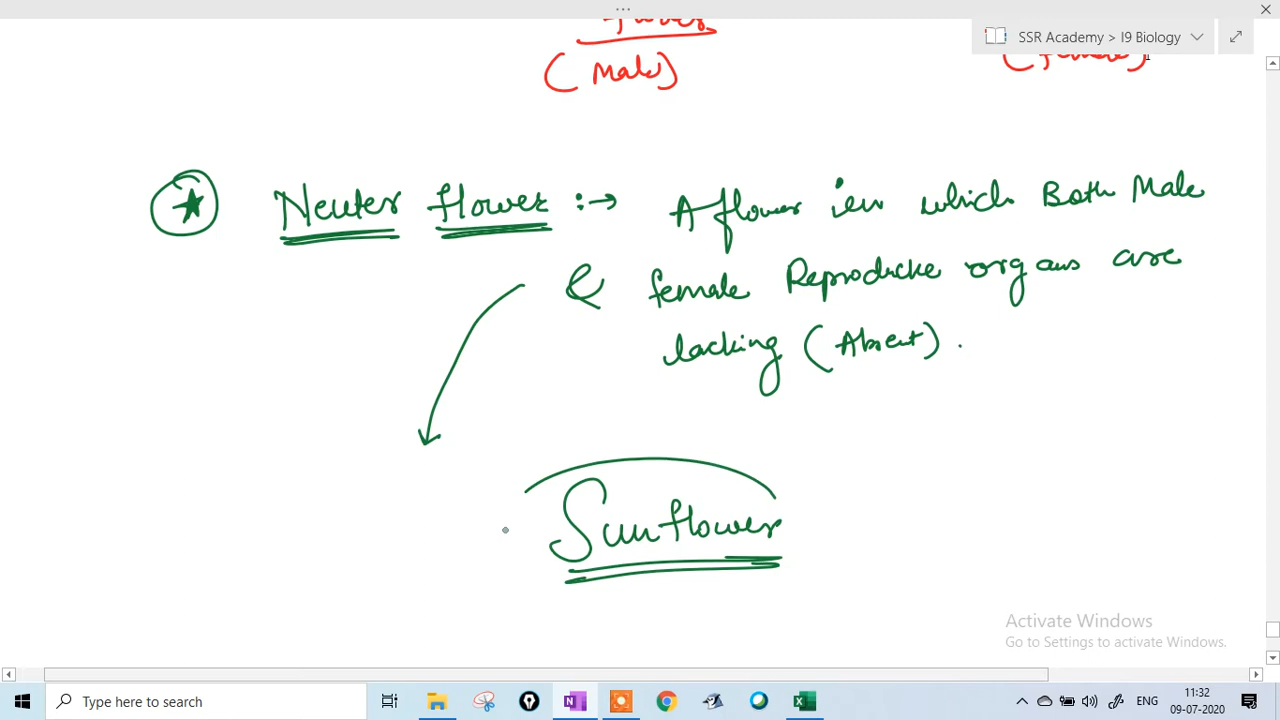 SSR Academy > I9 Biology
(Male)
(female)
Neuter flower :→ A flower in which Both Male
& female Reproductive organs are
lacking (Absent).
Sunflower
Activate Windows
Go to Settings to activate Windows.
Type here to search
ENG
11:32
09-07-2020